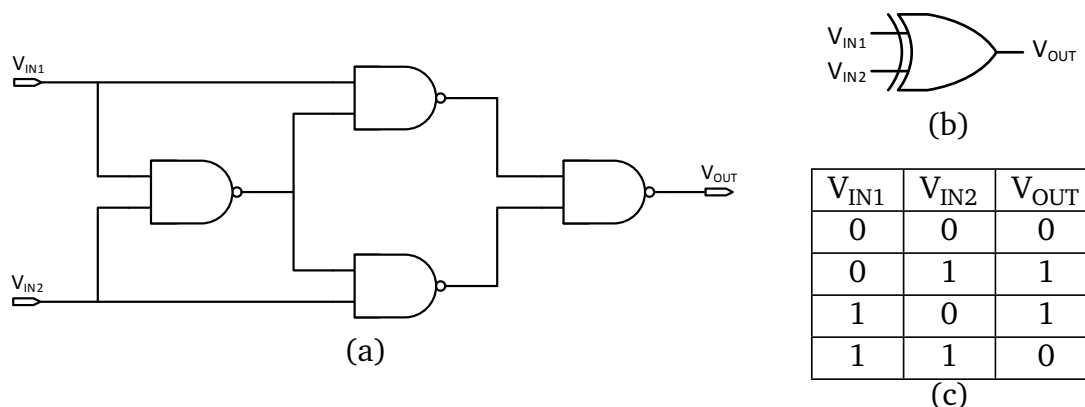 V_IN1
V_IN2
V_OUT
(a)
V_IN1
V_IN2
V_OUT
(b)
V_IN1 V_IN2 V_OUT
0 0 0
0 1 1
1 0 1
1 1 0
(c)